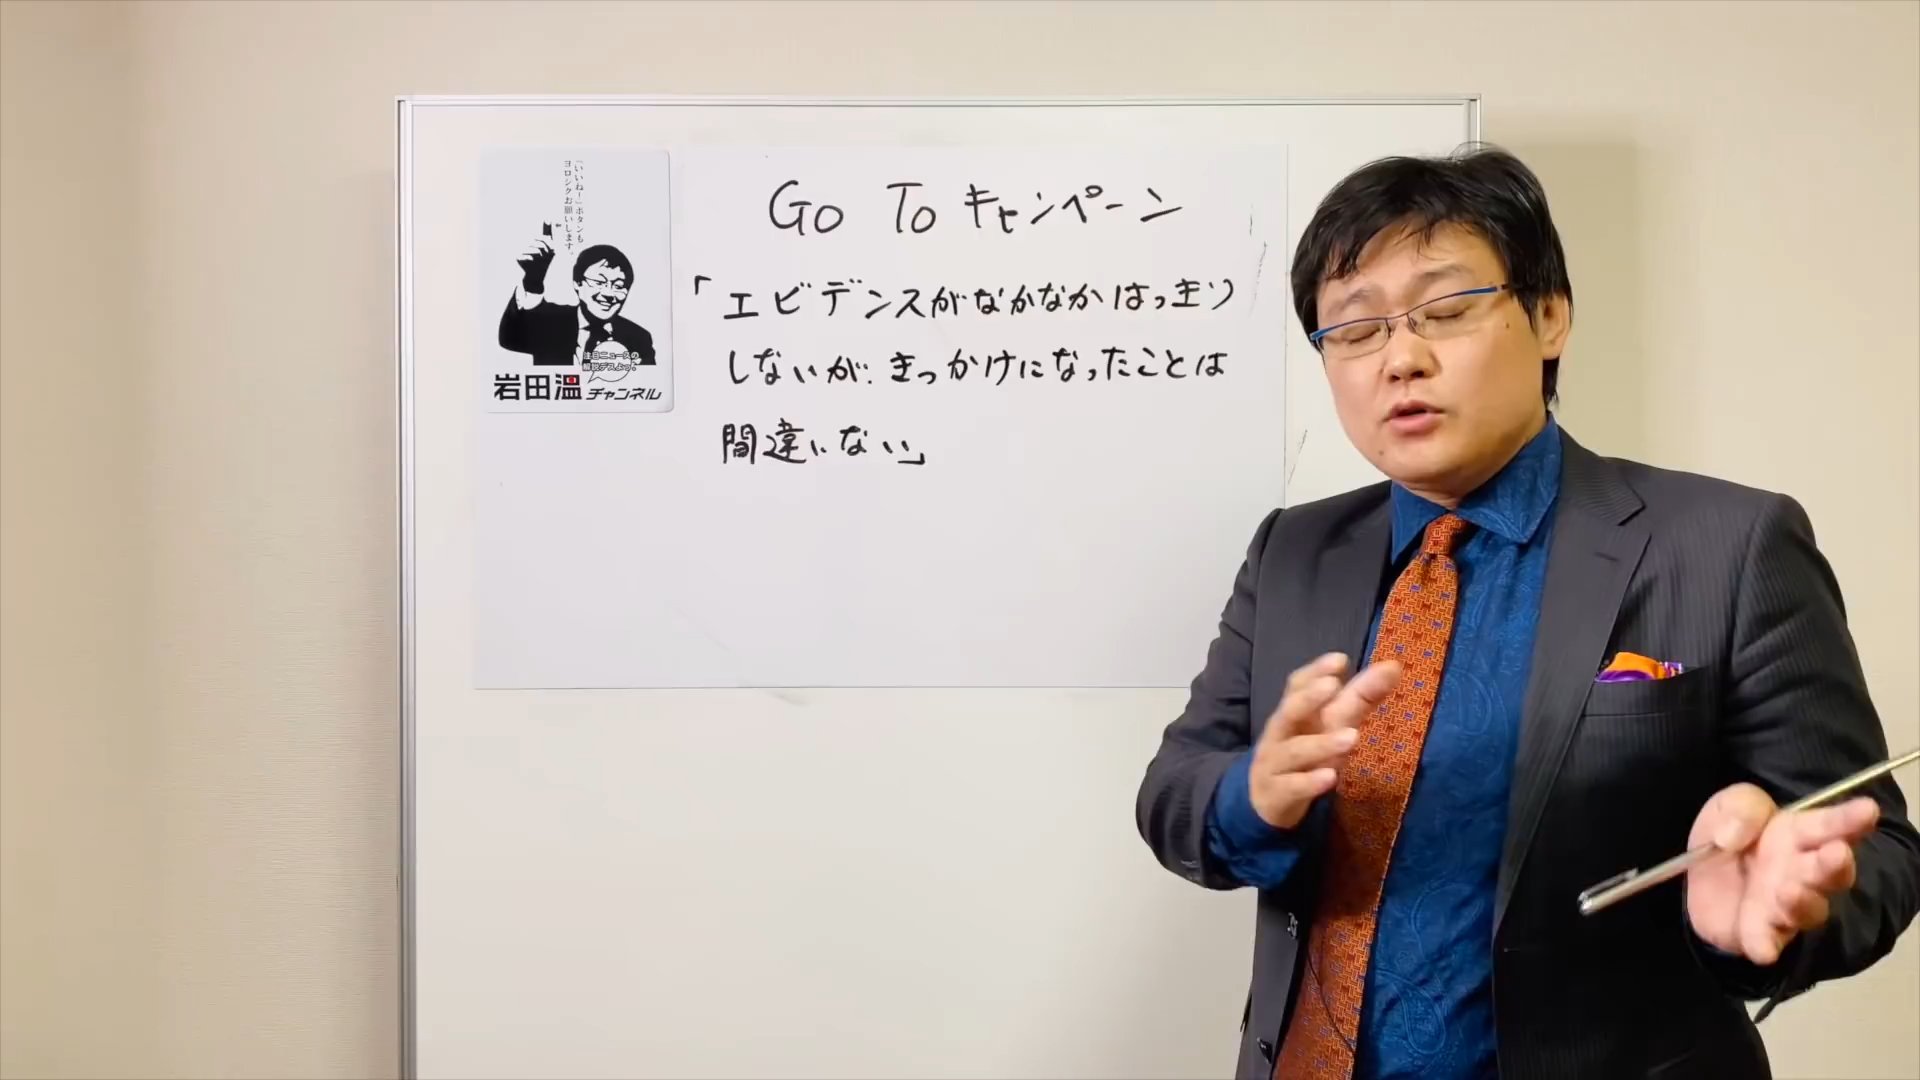 「いいね！」ボタンも
ヨロシクお願いします。
注目ニュースの
解説デスよっ。
岩田温チャンネル
Go To キャンペーン
「エビデンスがなかなかはっきり
しないが、きっかけになったことは
間違いない」